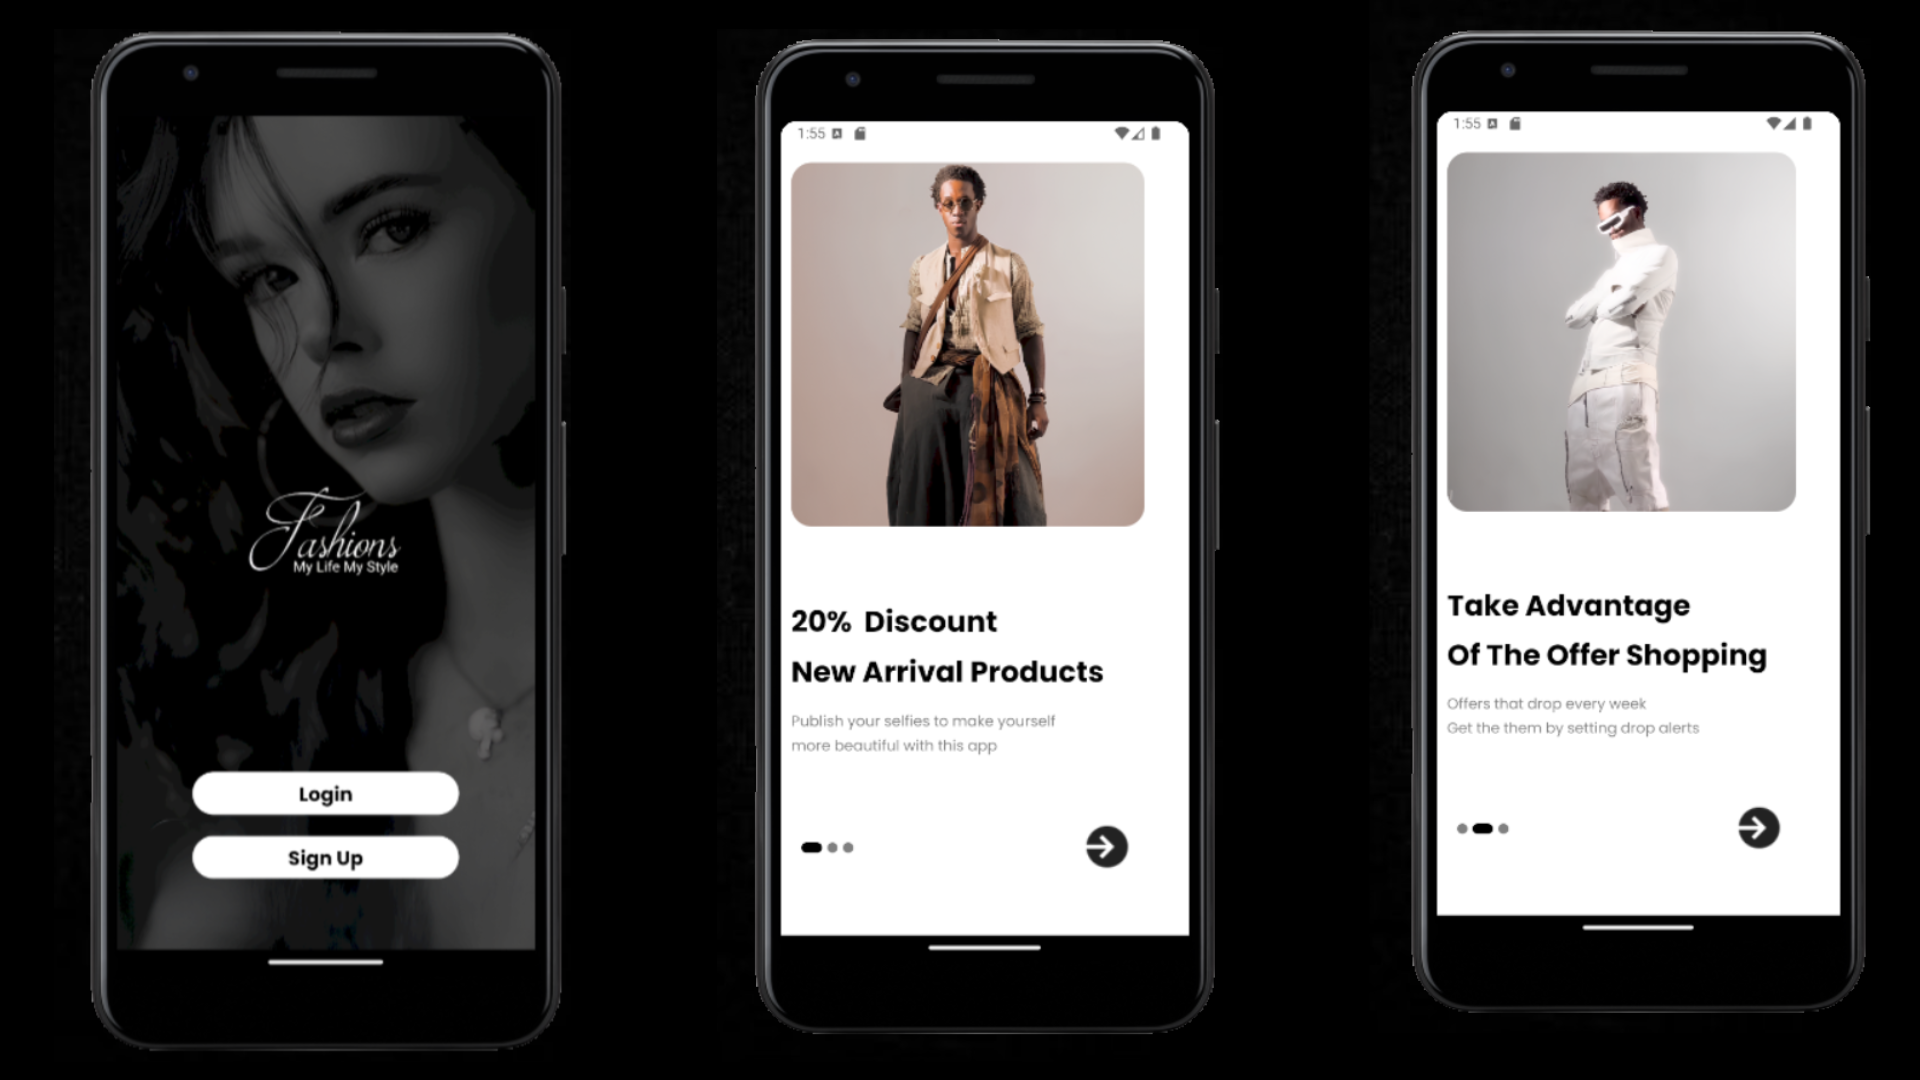 Fashions
My Life My Style
Login
Sign Up
1:55
20% Discount
New Arrival Products
Publish your selfies to make yourself
more beautiful with this app
1:55
Take Advantage
Of The Offer Shopping
Offers that drop every week
Get the them by setting drop alerts